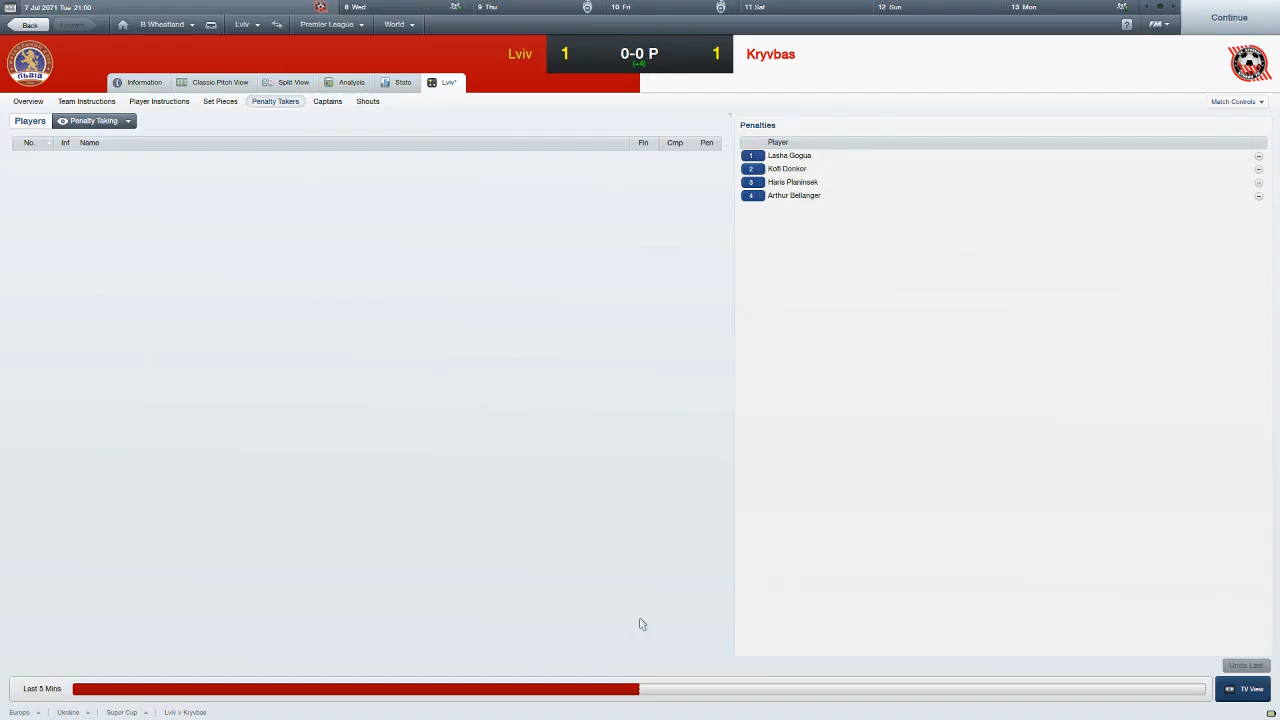 7 Jul 2071 Tue 21:00 8 Wed 9 Thu 10 Fri 11 Sat 12 Sun 13 Mon Continue
Back Forward B Wheatland Lviv Premier League World ? FM
ЛЬВІВ Lviv 1 0-0 P 1 Kryvbas
(+4)
Information Classic Pitch View Split View Analysis Stats Lviv*
Overview Team Instructions Player Instructions Set Pieces Penalty Takers Captains Shouts Match Controls
Players Penalty Taking Penalties
No. Inf Name Fin Cmp Pen Player
1 Lasha Gogua
2 Kofi Donkor
3 Haris Planinsek
4 Arthur Bellanger
Undo Last
Last 5 Mins TV View
Europe Ukraine Super Cup Lviv v Kryvbas